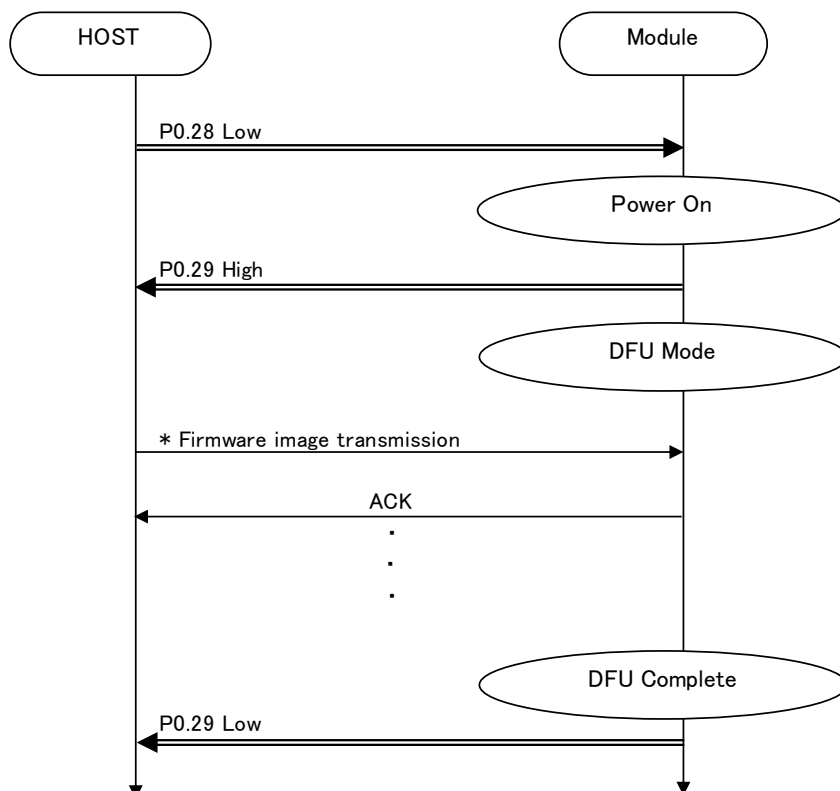 HOST
Module
P0.28 Low
Power On
P0.29 High
DFU Mode
* Firmware image transmission
ACK
DFU Complete
P0.29 Low